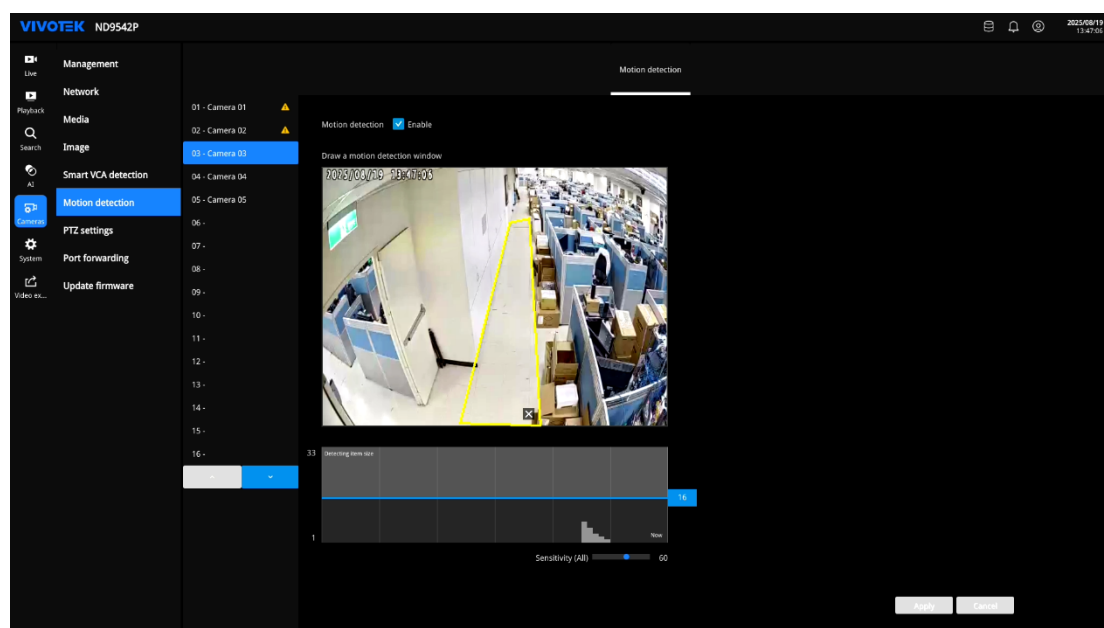 VIVOTEK ND9542P
2025/08/19
13:47:06
Live
Playback
Search
AI
Cameras
System
Video ex...
Management
Network
Media
Image
Smart VCA detection
Motion detection
PTZ settings
Port forwarding
Update firmware
Motion detection
01 - Camera 01
02 - Camera 02
03 - Camera 03
04 - Camera 04
05 - Camera 05
06 -
07 -
08 -
09 -
10 -
11 -
12 -
13 -
14 -
15 -
16 -
Motion detection Enable
Draw a motion detection window
2025/08/19 13:47:06
33 Detecting item size
16
1 Now
Sensitivity (All) 60
Apply Cancel